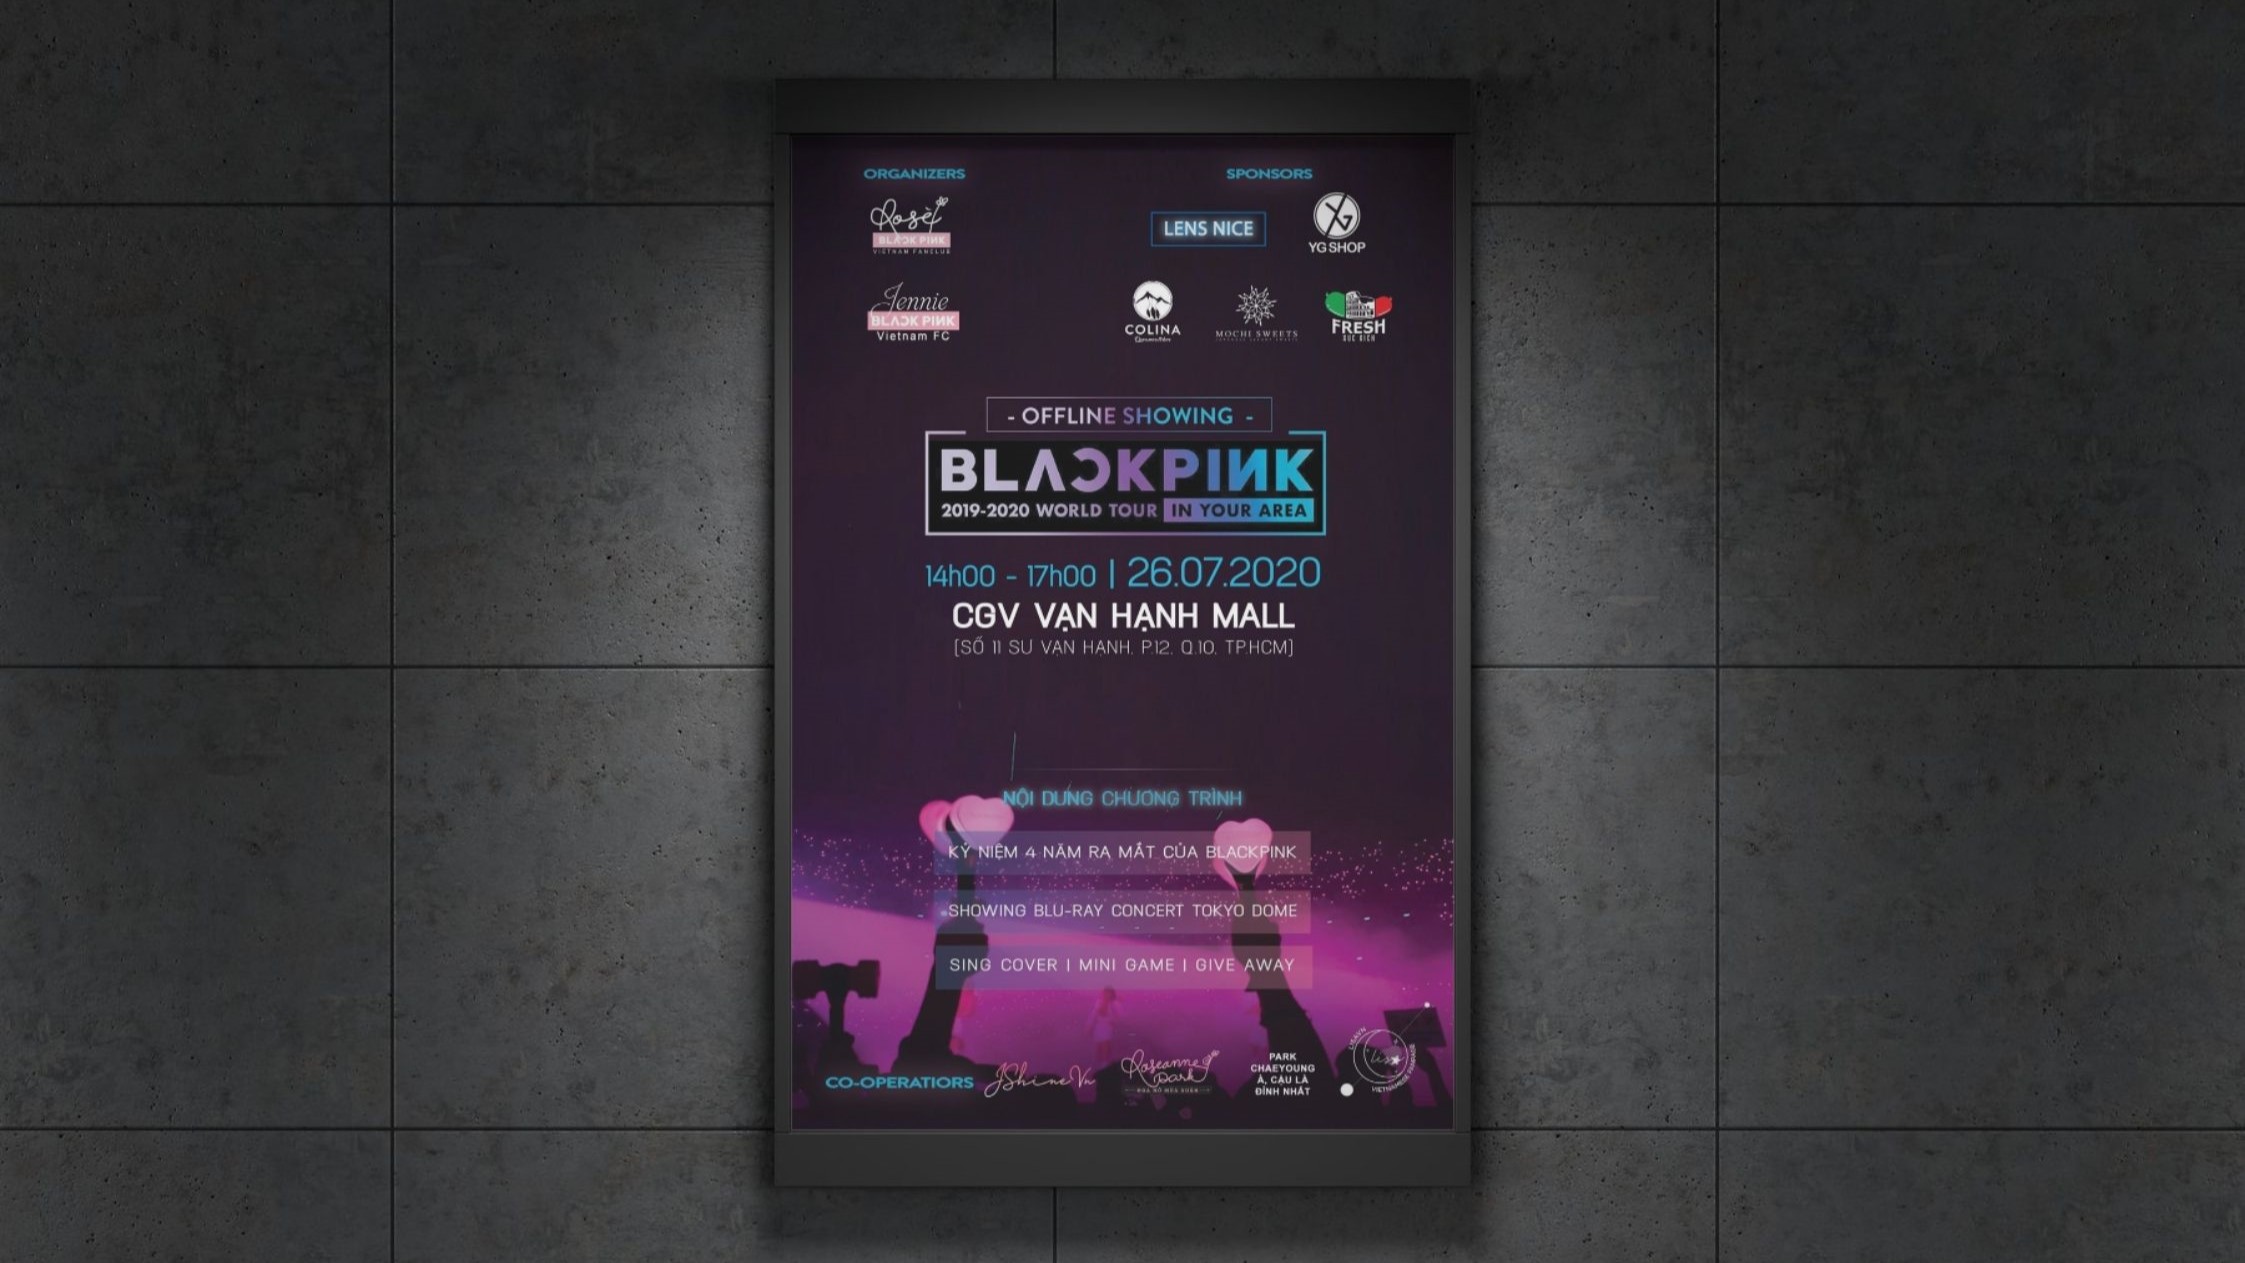 ORGANIZERS
SPONSORS
Rosè
BLACKPINK
VIETNAM FANCLUB
LENS NICE
YG SHOP
Jennie
BLACKPINK
Vietnam FC
COLINA
MOCHI SWEETS
FRESH
- OFFLINE SHOWING -
BLACKPINK
2019-2020 WORLD TOUR IN YOUR AREA
14h00 - 17h00 | 26.07.2020
CGV VẠN HẠNH MALL
[SỐ 11 SƯ VẠN HẠNH. P.12. Q.10. TP.HCM]
NỘI DUNG CHƯƠNG TRÌNH
KỶ NIỆM 4 NĂM RA MẮT CỦA BLACKPINK
SHOWING BLU-RAY CONCERT TOKYO DOME
SING COVER | MINI GAME | GIVE AWAY
CO-OPERATIORS
JShineVn
Roseanne
Park
PARK
CHAEYOUNG
À, CẬU LÀ
ĐỈNH NHẤT